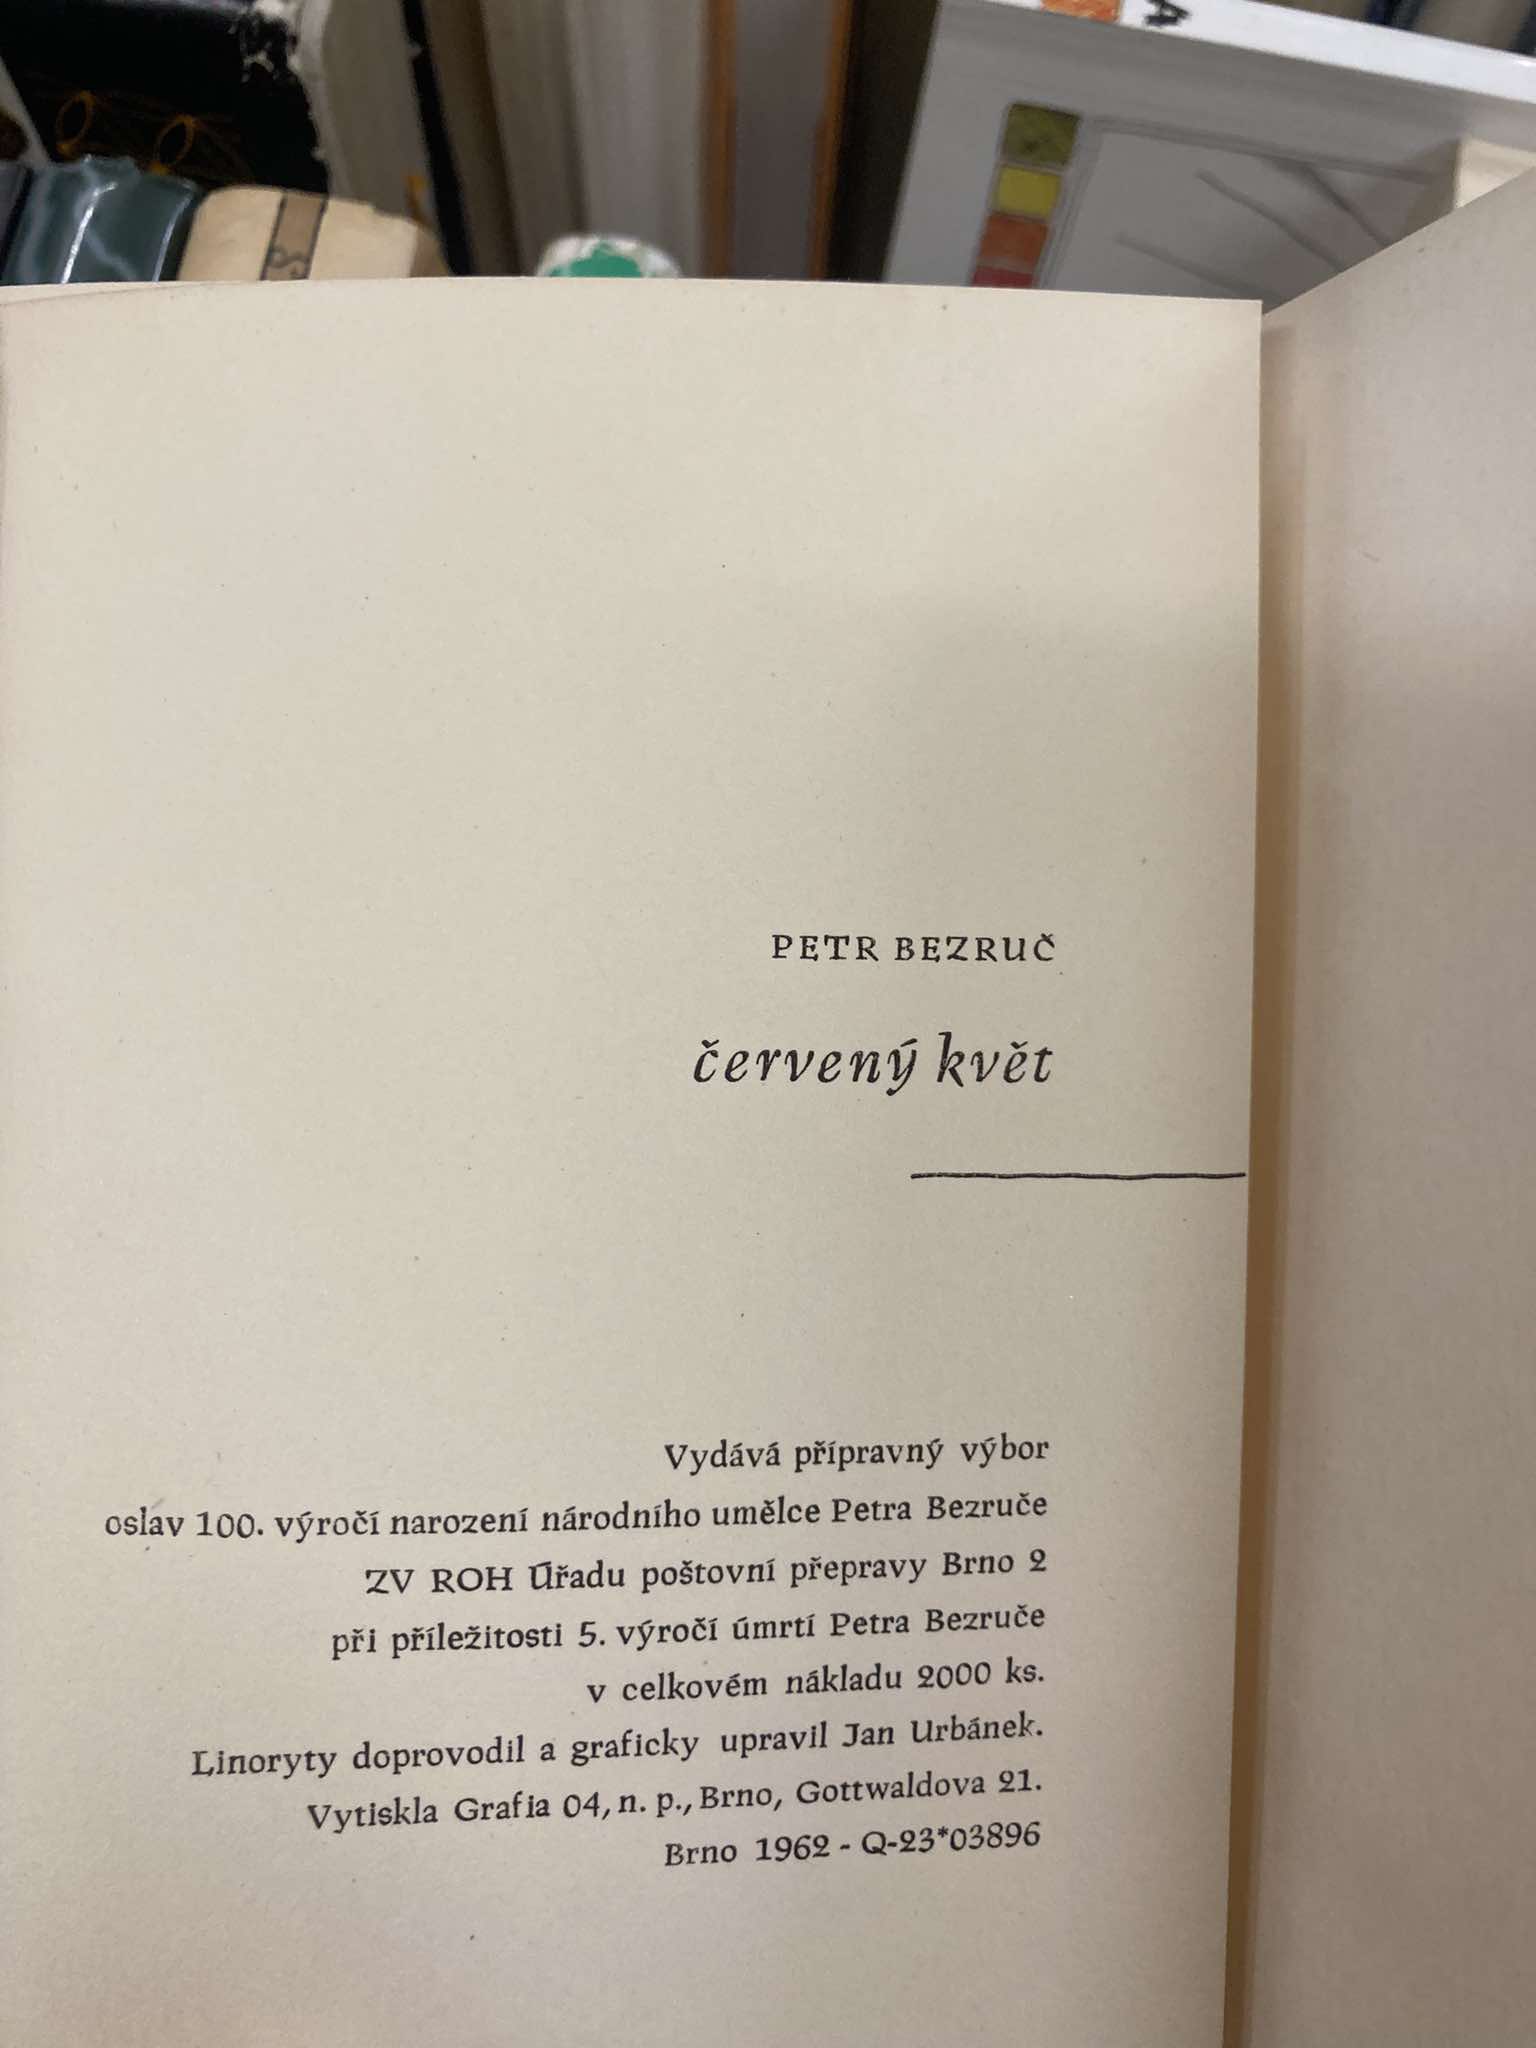 PETR BEZRUČ
červený květ
Vydává přípravný výbor
oslav 100. výročí narození národního umělce Petra Bezruče
ZV ROH Úřadu poštovní přepravy Brno 2
při příležitosti 5. výročí úmrtí Petra Bezruče
v celkovém nákladu 2000 ks.
Linoryty doprovodil a graficky upravil Jan Urbánek.
Vytiskla Grafia 04, n. p., Brno, Gottwaldova 21.
Brno 1962 - Q-23*03896